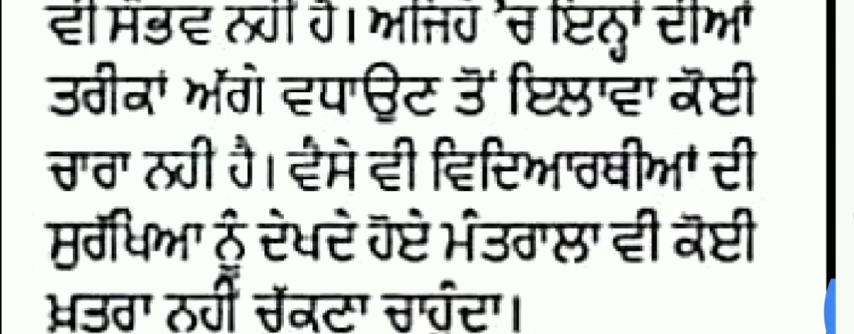 ਵੀ ਸੰਭਵ ਨਹੀਂ ਹੈ। ਅਜਿਹੇ 'ਚ ਇਨ੍ਹਾਂ ਦੀਆਂ
ਤਰੀਕਾਂ ਅੱਗੇ ਵਧਾਉਣ ਤੋਂ ਇਲਾਵਾ ਕੋਈ
ਚਾਰਾ ਨਹੀ ਹੈ। ਵੈਸੇ ਵੀ ਵਿਦਿਆਰਥੀਆਂ ਦੀ
ਸੁਰੱਖਿਆ ਨੂੰ ਦੇਖਦੇ ਹੋਏ ਮੰਤਰਾਲਾ ਵੀ ਕੋਈ
ਖ਼ਤਰਾ ਨਹੀਂ ਚੱਕਣਾ ਚਾਹੁੰਦਾ।